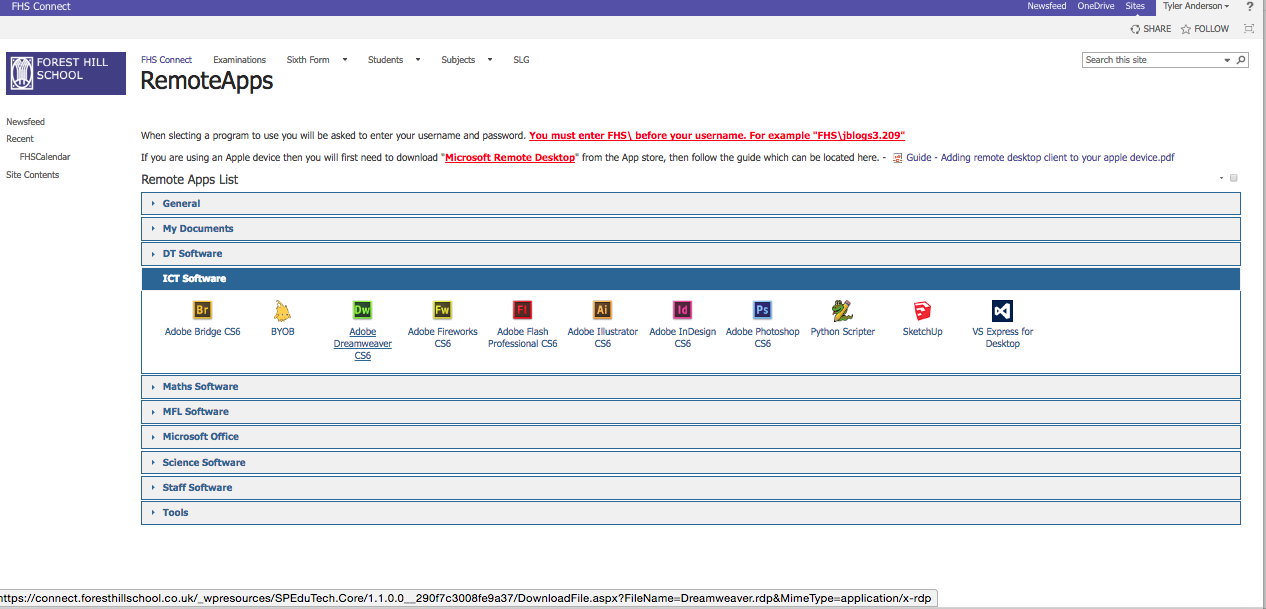 FHS Connect
Newsfeed OneDrive Sites Tyler Anderson ?
SHARE FOLLOW
FOREST HILL
SCHOOL
FHS Connect Examinations Sixth Form Students Subjects SLG
Search this site
RemoteApps
Newsfeed
Recent
FHSCalendar
Site Contents
When slecting a program to use you will be asked to enter your username and password. You must enter FHS\ before your username. For example "FHS\jblogs3.209"
If you are using an Apple device then you will first need to download "Microsoft Remote Desktop" from the App store, then follow the guide which can be located here. - Guide - Adding remote desktop client to your apple device.pdf
Remote Apps List
General
My Documents
DT Software
ICT Software
Br Dw Fw Fl Ai Id Ps
Adobe Bridge CS6
BYOB
Adobe
Dreamweaver
CS6
Adobe Fireworks
CS6
Adobe Flash
Professional CS6
Adobe Illustrator
CS6
Adobe InDesign
CS6
Adobe Photoshop
CS6
Python Scripter
SketchUp
VS Express for
Desktop
Maths Software
MFL Software
Microsoft Office
Science Software
Staff Software
Tools
https://connect.foresthillschool.co.uk/_wpresources/SPEduTech.Core/1.1.0.0__290f7c3008fe9a37/DownloadFile.aspx?FileName=Dreamweaver.rdp&MimeType=application/x-rdp